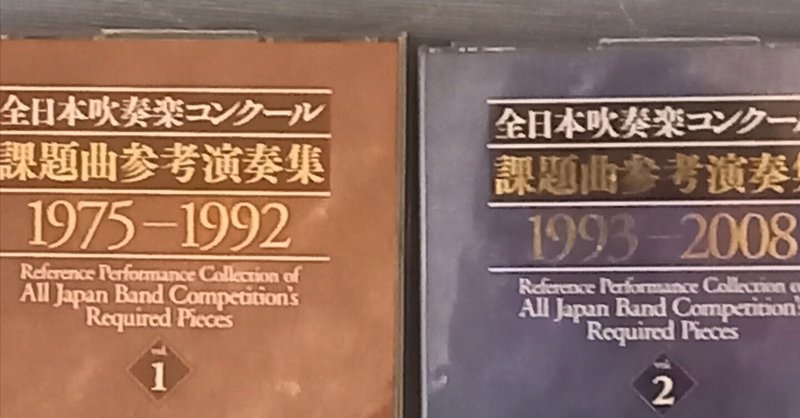 全日本吹奏楽コンクール
課題曲参考演奏集
1975－1992
Reference Performance Collection of
All Japan Band Competition's
Required Pieces
vol.
1
全日本吹奏楽コンクール
課題曲参考演奏集
1993－2008
Reference Performance Collection of
All Japan Band Competition's
Required Pieces
vol.
2